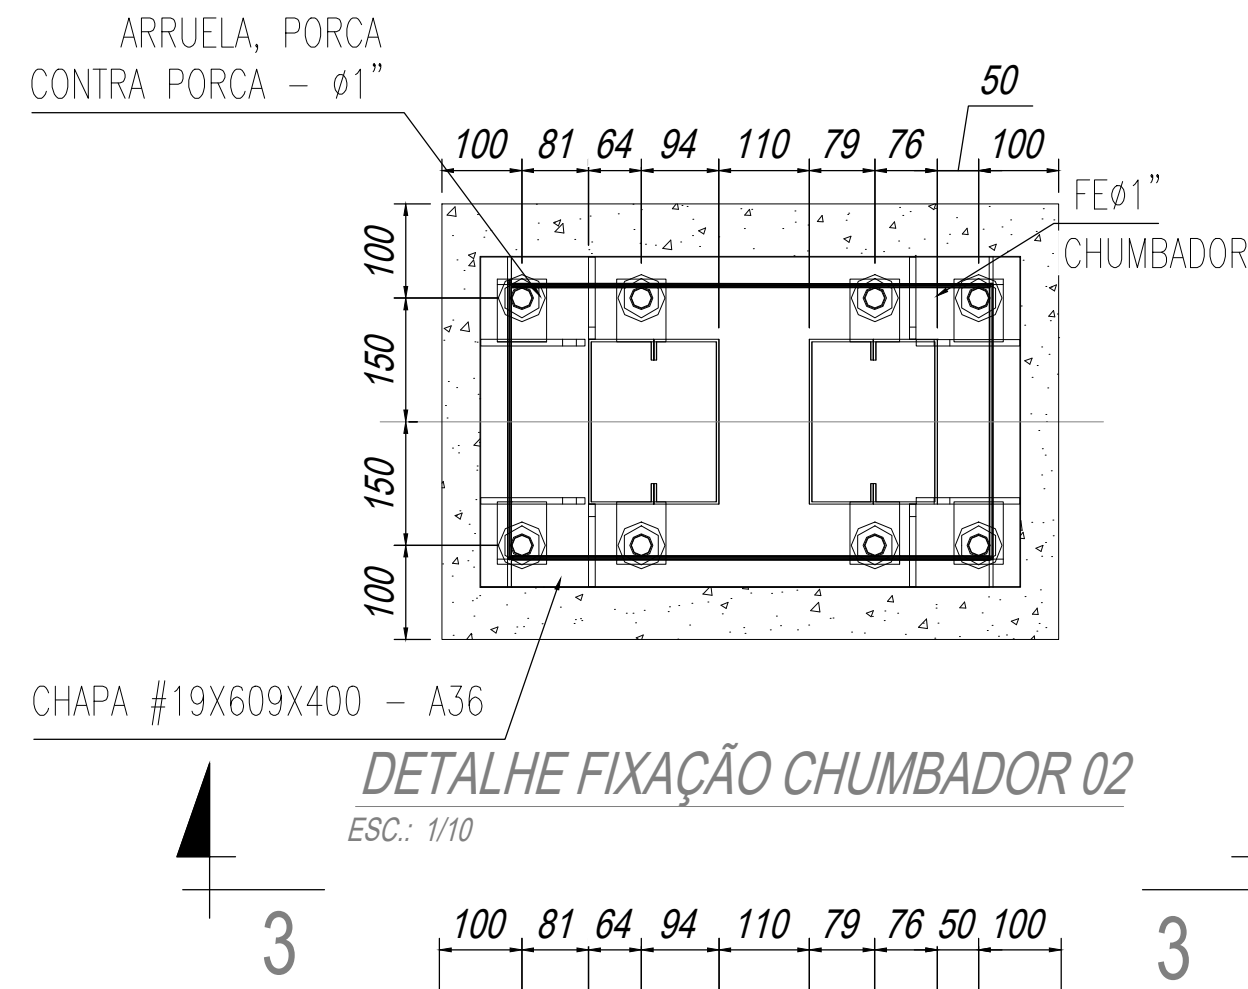 ARRUELA, PORCA
CONTRA PORCA – ø1"
50
100 81 64 94 110 79 76 100
FEø1"
CHUMBADOR
100
150
150
100
CHAPA #19X609X400 – A36
DETALHE FIXAÇÃO CHUMBADOR 02
ESC.: 1/10
3
3
100 81 64 94 110 79 76 50 100